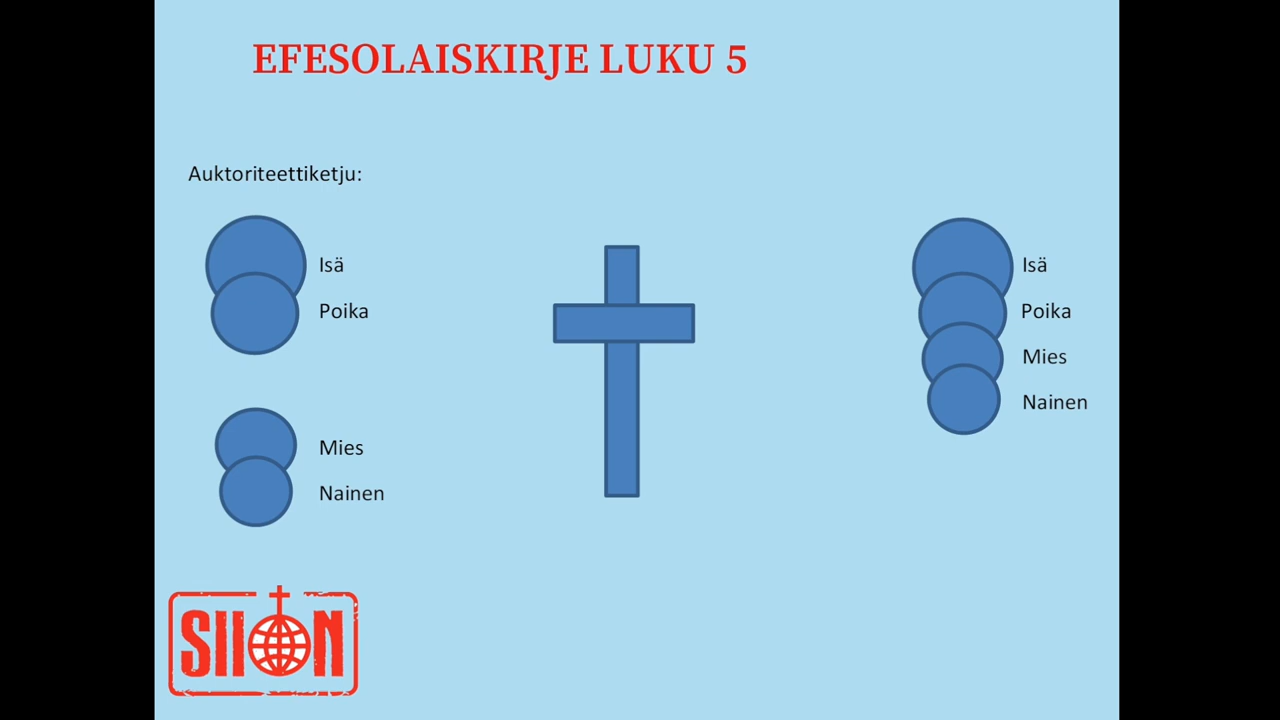 EFESOLAISKIRJE LUKU 5
Auktoriteettiketju:
Isä
Poika
Mies
Nainen
Isä
Poika
Mies
Nainen
SIION